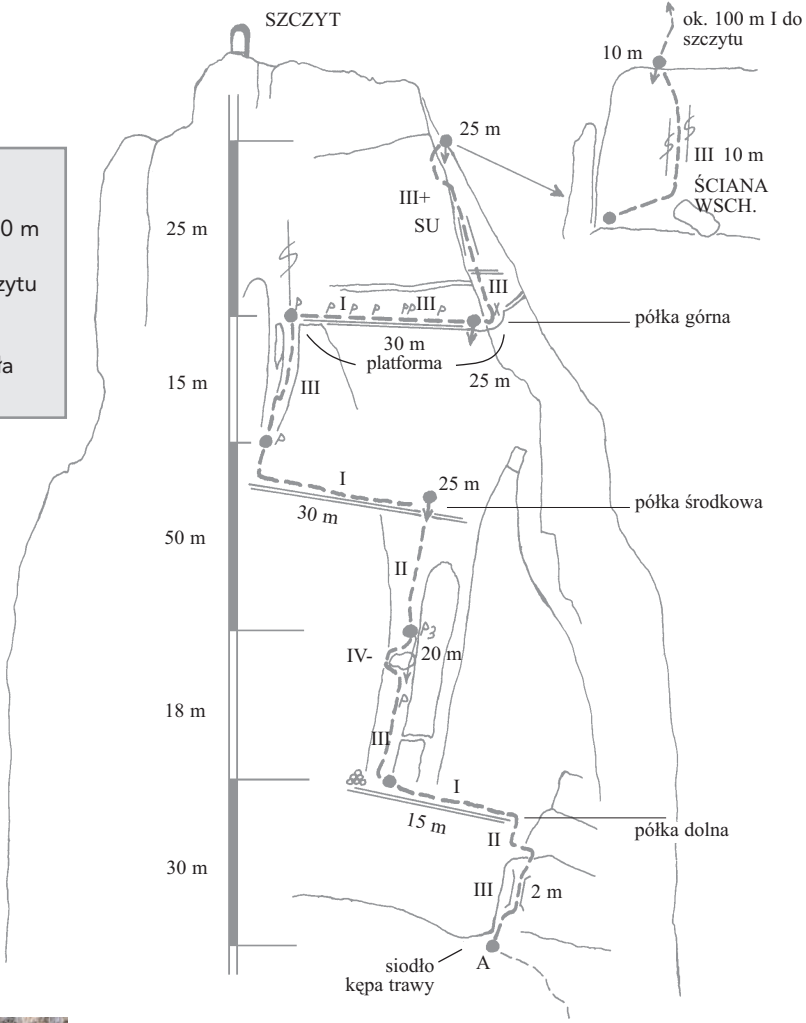 SZCZYT
ok. 100 m I do
szczytu
10 m
25 m
III 10 m
ŚCIANA
WSCH.
III+
SU
0 m
25 m
zytu
III
I
III
półka górna
30 m
platforma
ła
15 m
III
25 m
I
25 m
półka środkowa
30 m
50 m
II
IV-
20 m
18 m
III
I
15 m
półka dolna
II
30 m
III
2 m
siodło
A
kępa trawy